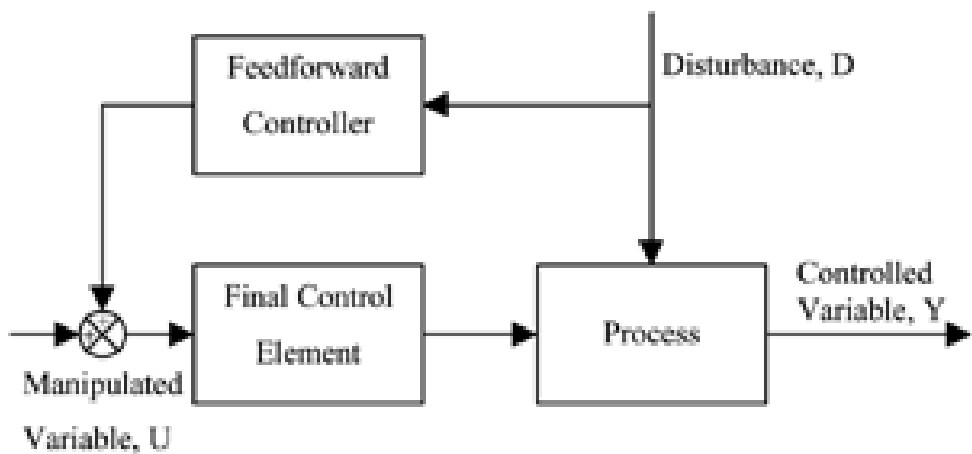 Feedforward
Controller
Disturbance, D
Final Control
Element
Process
Controlled
Variable, Y
Manipulated
Variable, U